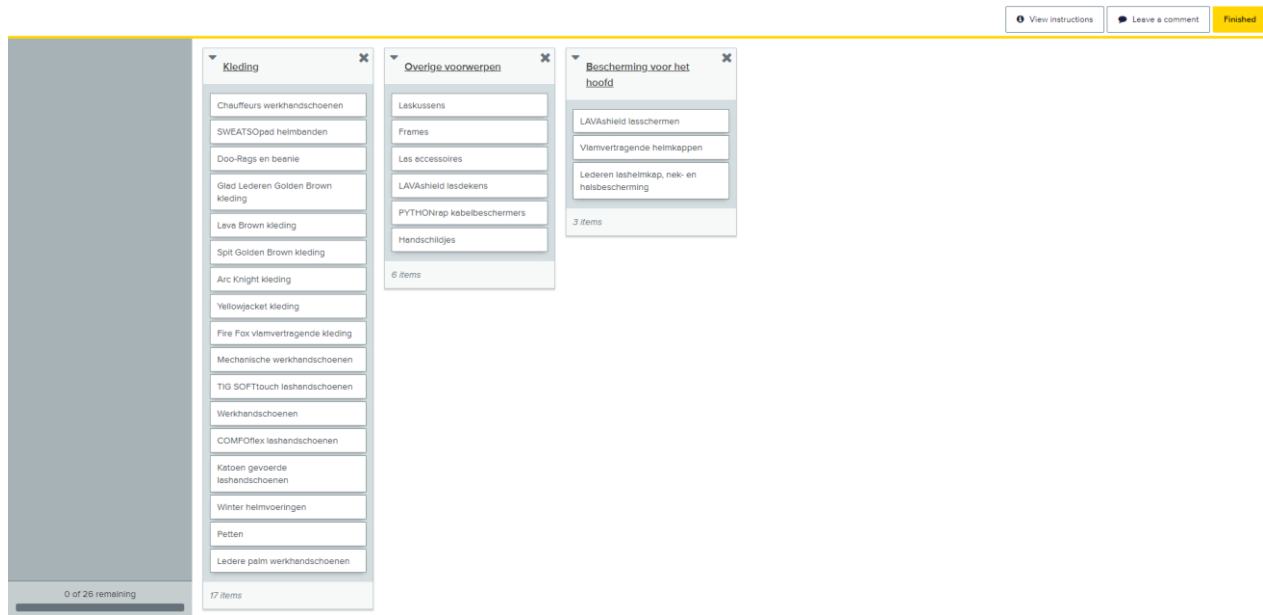 View instructions
Leave a comment
Finished
Kleding
Chauffeurs werkhandschoenen
SWEATSOpad helmbanden
Doo-Rags en beanie
Glad Lederen Golden Brown
kleding
Lava Brown kleding
Spit Golden Brown kleding
Arc Knight kleding
Yellowjacket kleding
Fire Fox vlamvertragende kleding
Mechanische werkhandschoenen
TIG SOFTtouch lashandschoenen
Werkhandschoenen
COMFOflex lashandschoenen
Katoen gevoerde
lashandschoenen
Winter helmvoeringen
Petten
Ledere palm werkhandschoenen
17 items
Overige voorwerpen
Laskussens
Frames
Las accessoires
LAVAshield lasdekens
PYTHONrap kabelbeschermers
Handschildjes
6 items
Bescherming voor het
hoofd
LAVAshield lasschermen
Vlamvertragende helmkappen
Lederen lashelmkap, nek- en
halsbescherming
3 items
0 of 26 remaining